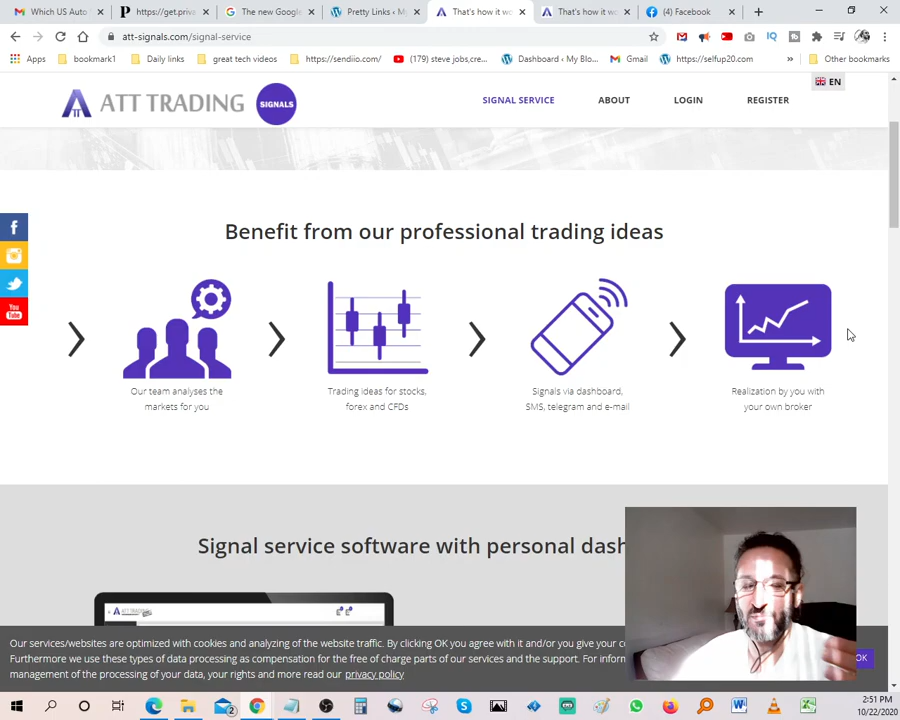 Which US Auto
https://get.priva
The new Google
Pretty Links ‹ M
That's how it wo
That's how it wo
(4) Facebook
att-signals.com/signal-service
Apps
bookmark1
Daily links
great tech videos
https://sendiio.com/
(179) steve jobs,cre...
Dashboard ‹ My Blo...
Gmail
https://selfup20.com
»
Other bookmarks
EN
ATT TRADING SIGNALS
SIGNAL SERVICE
ABOUT
LOGIN
REGISTER
Benefit from our professional trading ideas
Our team analyses the
markets for you
Trading ideas for stocks,
forex and CFDs
Signals via dashboard,
SMS, telegram and e-mail
Realization by you with
your own broker
Signal service software with personal dash
ATT TRADING
Our services/websites are optimized with cookies and analyzing of the website traffic. By clicking OK you agree with it and/or you give your co
Furthermore we use these types of data processing as compensation for the free of charge parts of our services and the support. For inform
management of the processing of your data, your rights and more read our privacy policy
OK
2:51 PM
10/22/2020